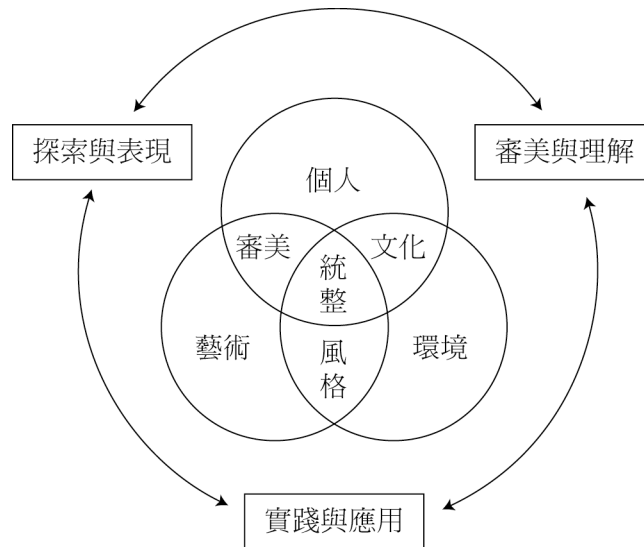 探索與表現
審美與理解
個人
審美
文化
統整
藝術
風格
環境
實踐與應用